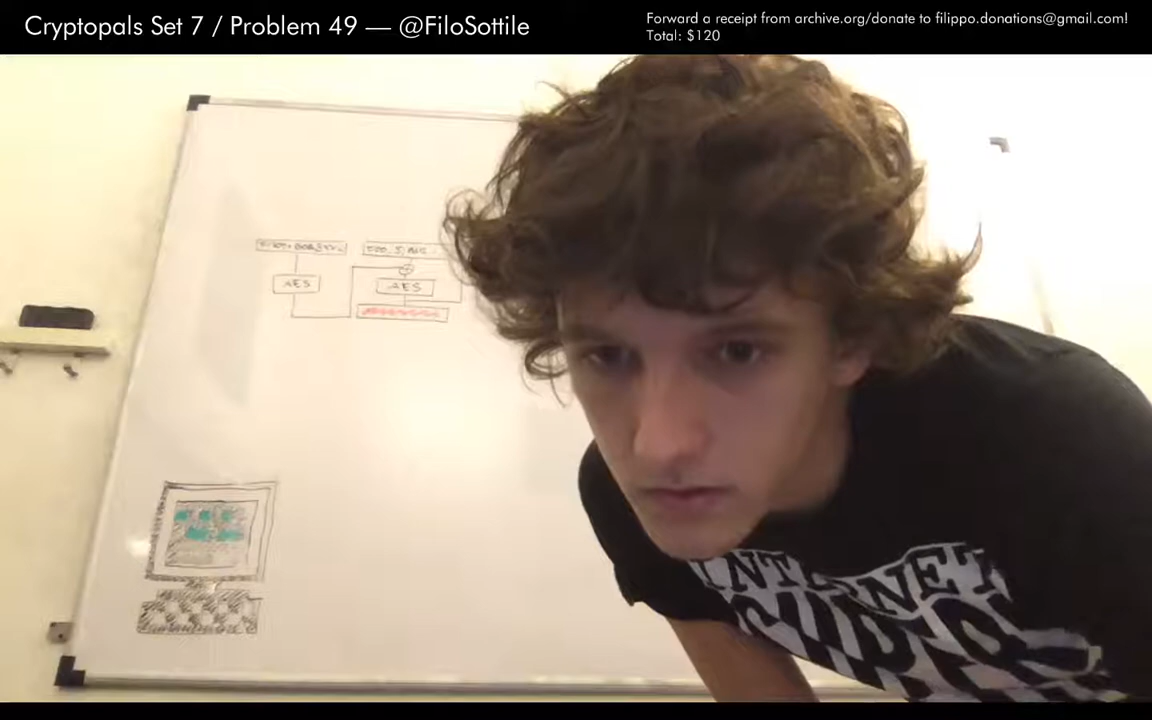 Cryptopals Set 7 / Problem 49 — @FiloSottile
Forward a receipt from archive.org/donate to filippo.donations@gmail.com!
Total: $120
AES
AES
INTERNET